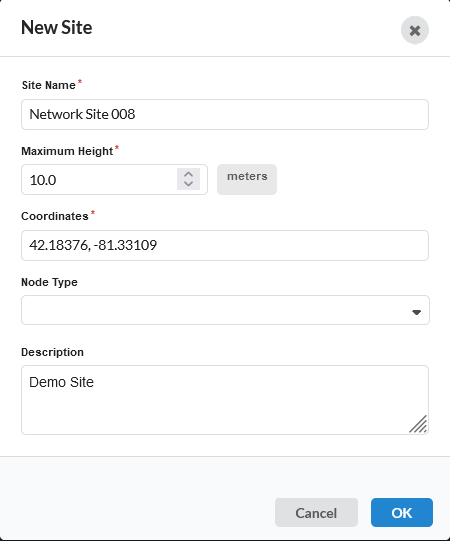 New Site
Site Name*
Network Site 008
Maximum Height*
10.0
meters
Coordinates*
42.18376, -81.33109
Node Type
Description
Demo Site
Cancel
OK